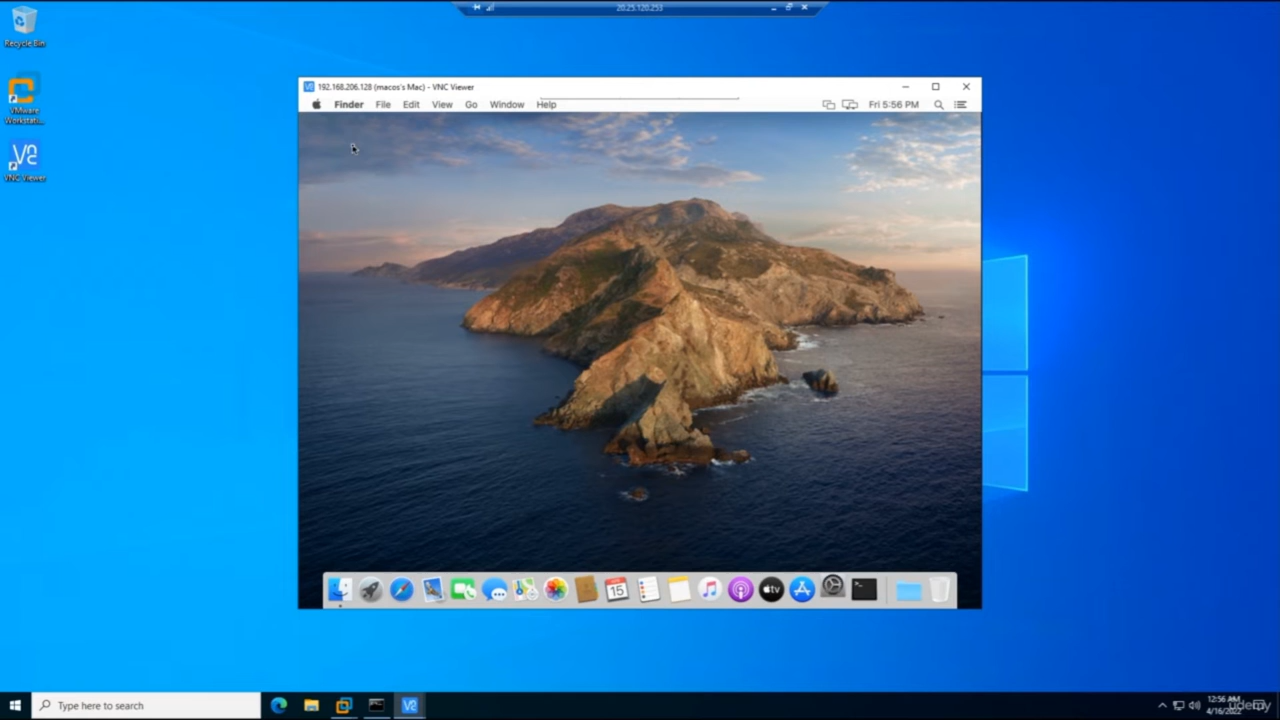 20.25.120.253
Recycle Bin
VMware
Workstati...
VNC Viewer
192.168.206.128 (macos's Mac) - VNC Viewer
Finder File Edit View Go Window Help
Fri 5:56 PM
15
tv
Type here to search
12:56 AM
4/16/2022
udemy